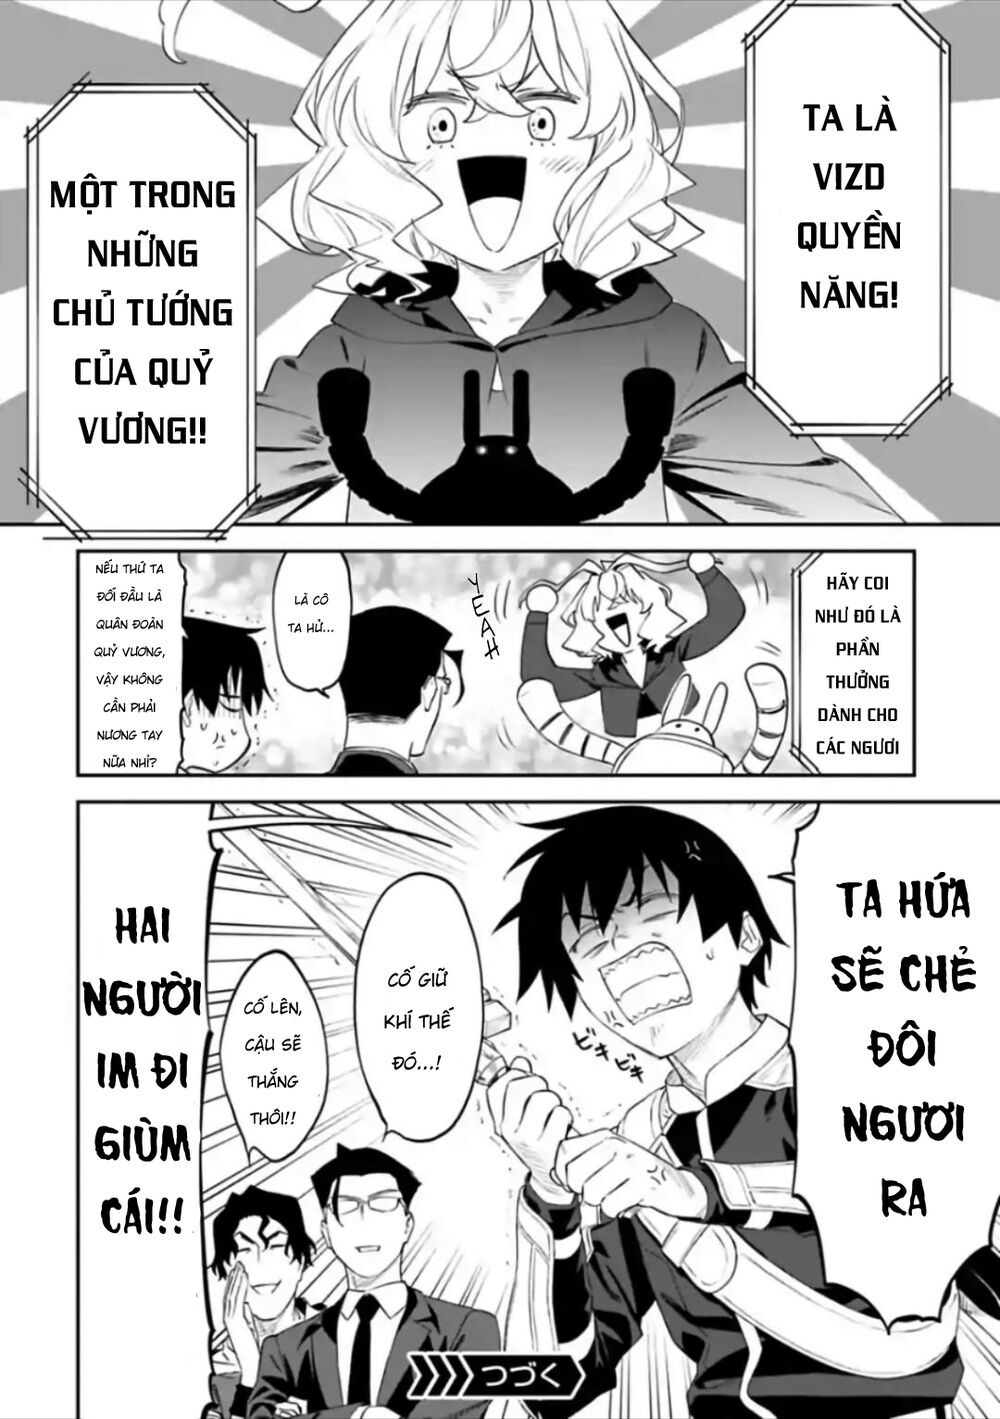 TA LÀ
VIZD
QUYỀN
NĂNG!
MỘT TRONG
NHỮNG
CHỦ TƯỚNG
CỦA QUỶ
VƯƠNG!!
HÃY COI
NHƯ ĐÓ LÀ
PHẦN
THƯỞNG
DÀNH CHO
CÁC NGƯƠI
YEAH
LÀ CÔ
TA HỬ...
NẾU THỨ TA
ĐỐI ĐẦU LÀ
QUÂN ĐOÀN
QUỶ VƯƠNG,
VẬY KHÔNG
CẦN PHẢI
NƯƠNG TAY
NỮA NHỈ?
TA HỨA
SẼ CHẺ
ĐÔI
NGƯƠI
RA
ビキビキ
CỐ GIỮ
KHÍ THẾ
ĐÓ...!
CỐ LÊN,
CẬU SẼ
THẮNG
THÔI!!
HAI
NGƯỜI
IM ĐI
GIÙM
CÁI!!
つづく